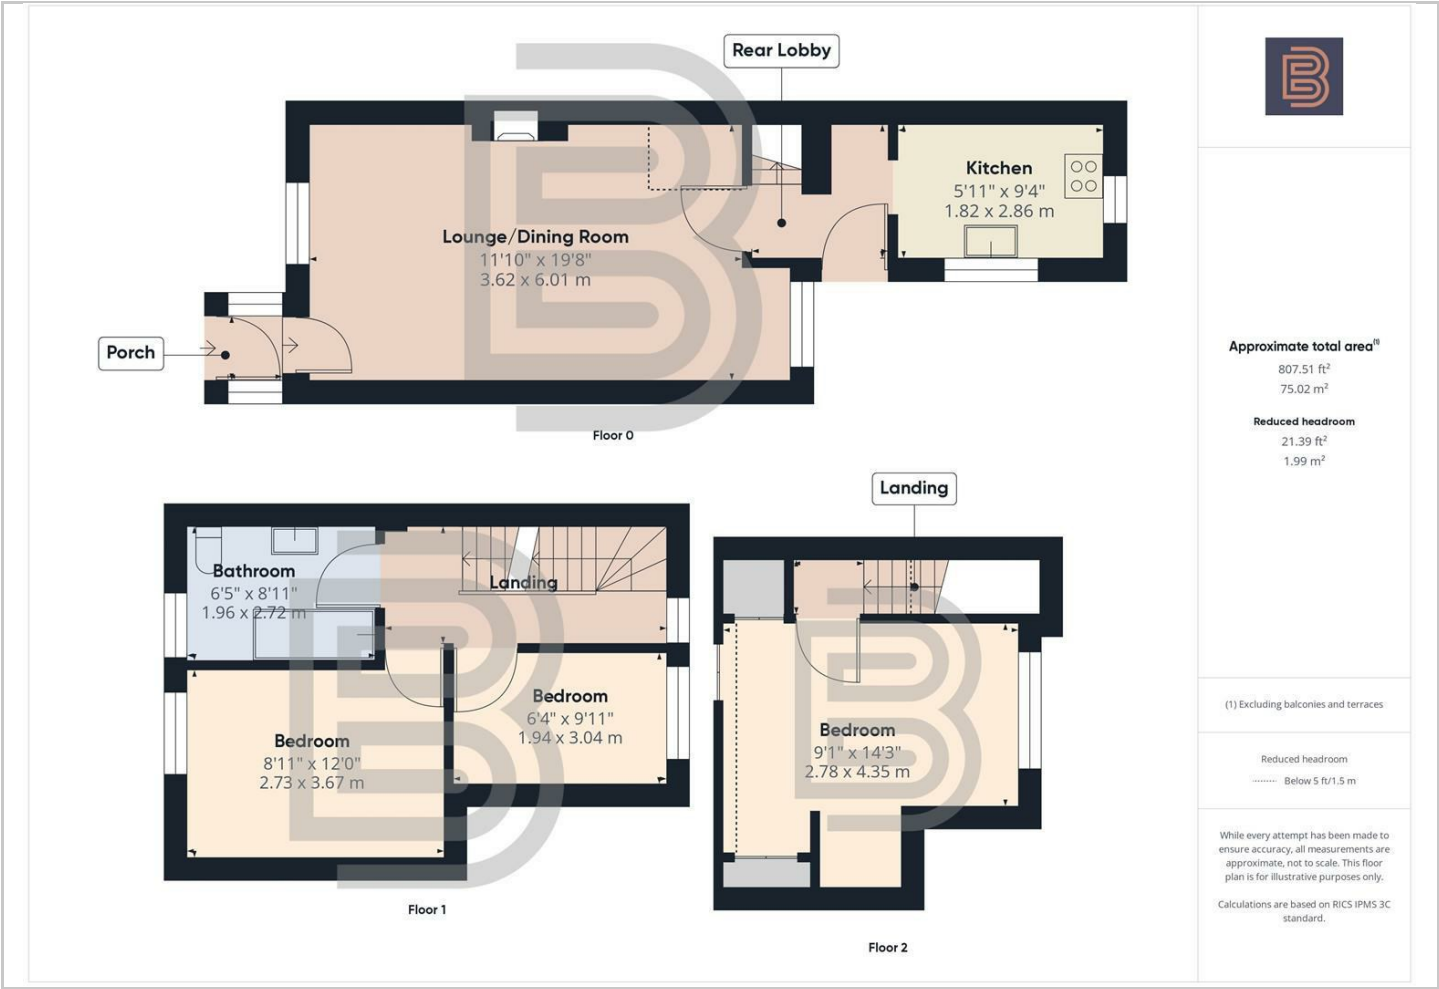 Rear Lobby
Kitchen
5'11" x 9'4"
1.82 x 2.86 m
Lounge/Dining Room
11'10" x 19'8"
3.62 x 6.01 m
Porch
Floor 0
Landing
Bathroom
6'5" x 8'11"
1.96 x 2.72 m
Landing
Bedroom
6'4" x 9'11"
1.94 x 3.04 m
Bedroom
8'11" x 12'0"
2.73 x 3.67 m
Bedroom
9'1" x 14'3"
2.78 x 4.35 m
Floor 1
Floor 2
B
Approximate total area⁽¹⁾
807.51 ft²
75.02 m²
Reduced headroom
21.39 ft²
1.99 m²
(1) Excluding balconies and terraces
Reduced headroom
Below 5 ft/1.5 m
While every attempt has been made to
ensure accuracy, all measurements are
approximate, not to scale. This floor
plan is for illustrative purposes only.
Calculations are based on RICS IPMS 3C
standard.